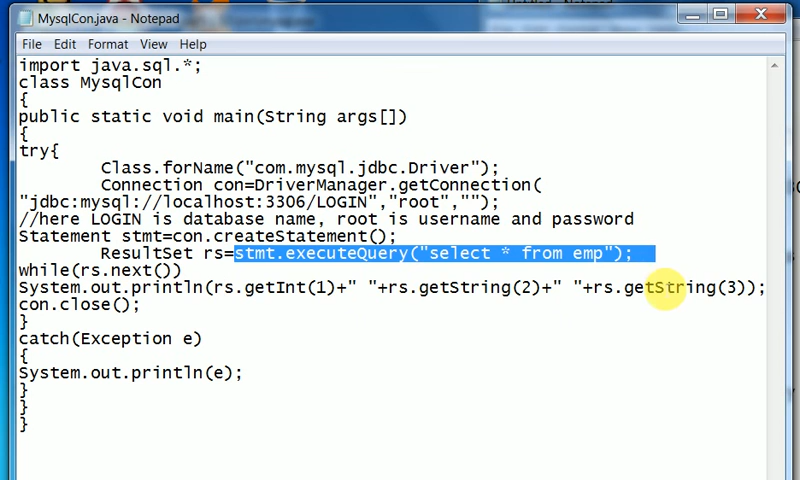 MysqlCon.java - Notepad
File Edit Format View Help
import java.sql.*;
class MysqlCon
{
public static void main(String args[])
{
try{
Class.forName("com.mysql.jdbc.Driver");
Connection con=DriverManager.getConnection(
"jdbc:mysql://localhost:3306/LOGIN","root","");
//here LOGIN is database name, root is username and password
Statement stmt=con.createStatement();
ResultSet rs=stmt.executeQuery("select * from emp");
while(rs.next())
System.out.println(rs.getInt(1)+" "+rs.getString(2)+" "+rs.getString(3));
con.close();
}
catch(Exception e)
{
System.out.println(e);
}
}
}